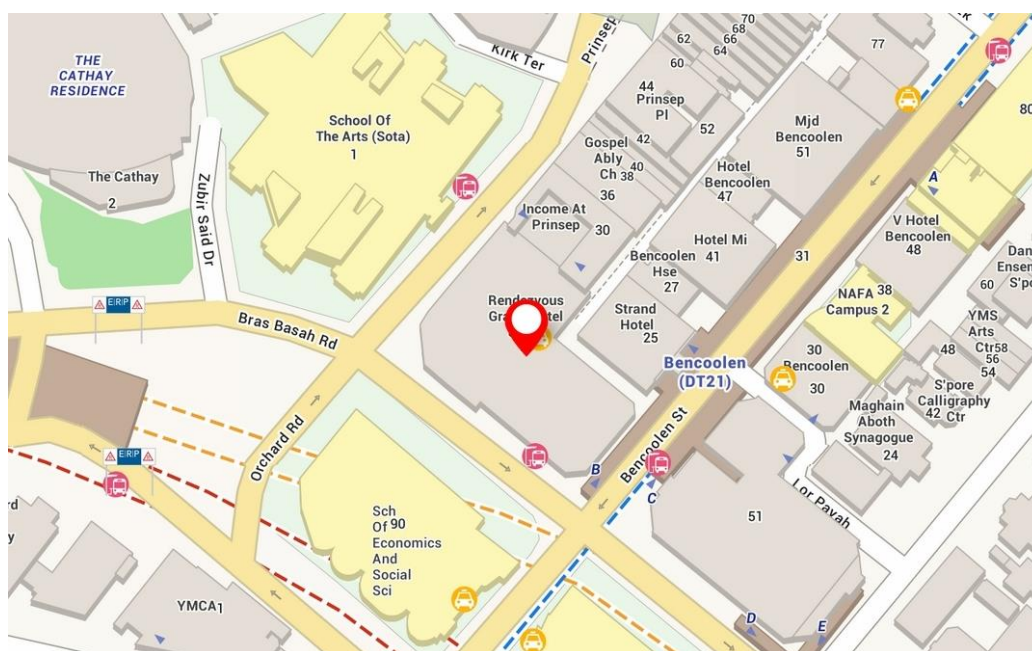 THE
CATHAY
RESIDENCE
The Cathay
2
Zubir Said Dr
School Of
The Arts (Sota)
1
Kirk Ter
Prinsep
70
68
66
64
62
60
44
Prinsep
Pl
42
52
Gospel
Ably
Ch
40
38
36
Income At
Prinsep
30
77
Mjd
Bencoolen
51
Hotel
Bencoolen
47
Hotel Mi
41
Bencoolen
Hse
27
Strand
Hotel
25
31
80
A
V Hotel
Bencoolen
48
NAFA
Campus 2
38
60
YMS
Arts
Ctr
58
56
54
48
S'pore
Calligraphy
Ctr
42
Maghain
Aboth
Synagogue
24
30
Bencoolen
30
Bencoolen
(DT21)
Bencoolen St
B
C
Lor Payah
51
D
E
ERP
Bras Basah Rd
Orchard Rd
ERP
Sch
Of
90
Economics
And
Social
Sci
YMCA
1